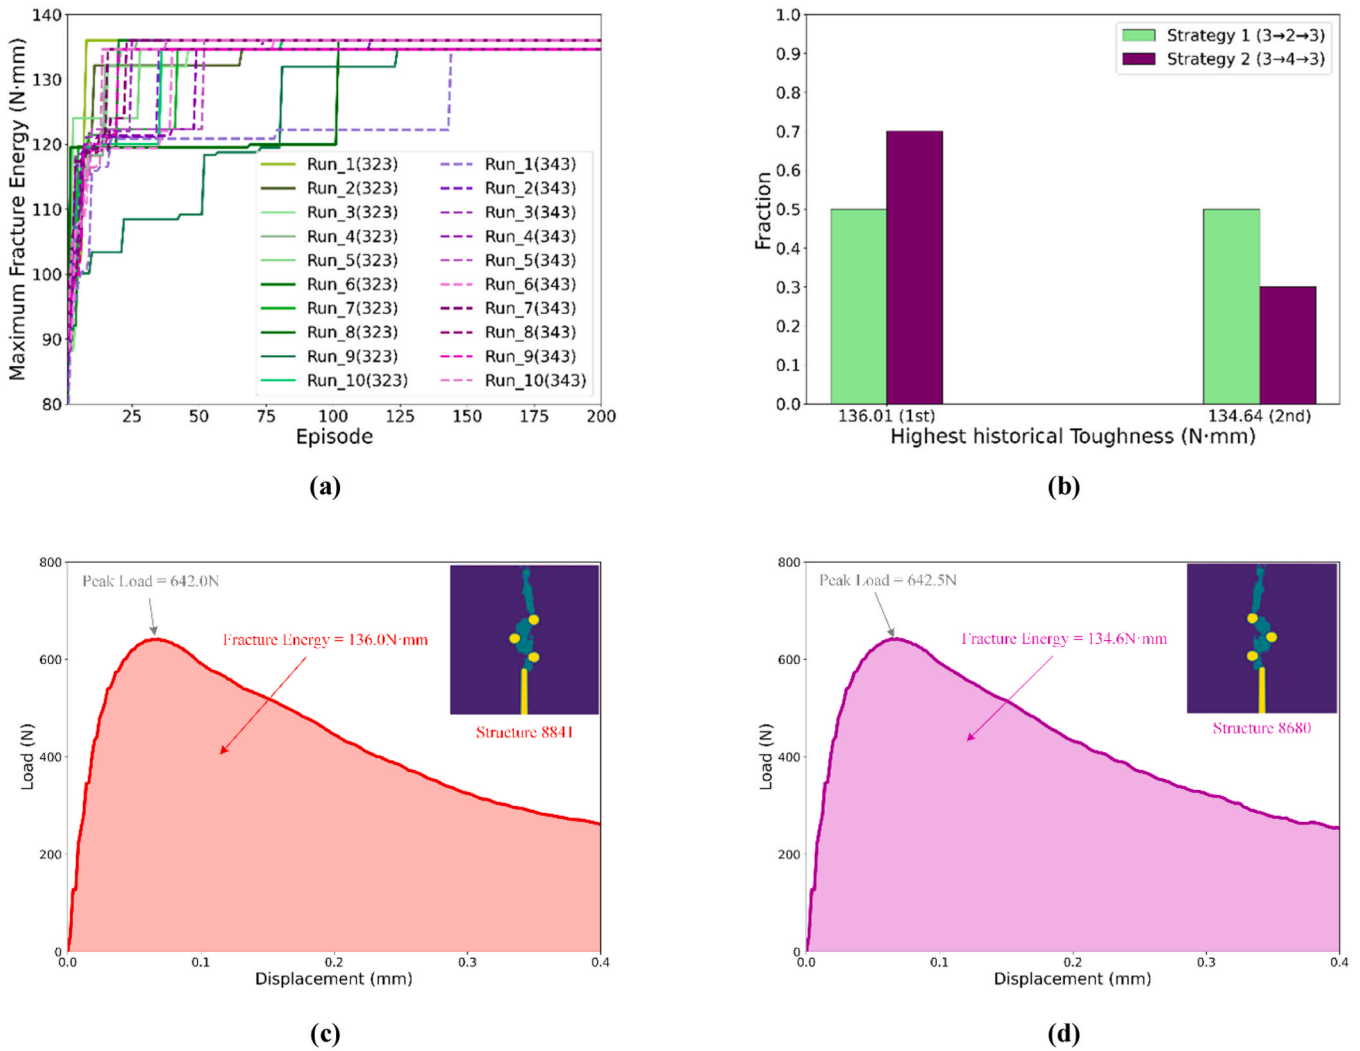 140
130
120
110
100
90
80
Maximum Fracture Energy (N·mm)
Run_1(323)
Run_2(323)
Run_3(323)
Run_4(323)
Run_5(323)
Run_6(323)
Run_7(323)
Run_8(323)
Run_9(323)
Run_10(323)
Run_1(343)
Run_2(343)
Run_3(343)
Run_4(343)
Run_5(343)
Run_6(343)
Run_7(343)
Run_8(343)
Run_9(343)
Run_10(343)
25 50 75 100 125 150 175 200
Episode
(a)
1.0
0.9
0.8
0.7
0.6
0.5
0.4
0.3
0.2
0.1
0.0
Fraction
Strategy 1 (3→2→3)
Strategy 2 (3→4→3)
136.01 (1st) 134.64 (2nd)
Highest historical Toughness (N·mm)
(b)
800
600
400
200
0
Load (N)
Peak Load = 642.0N
Fracture Energy = 136.0N·mm
Structure 8841
0.0 0.1 0.2 0.3 0.4
Displacement (mm)
(c)
800
600
400
200
0
Load (N)
Peak Load = 642.5N
Fracture Energy = 134.6N·mm
Structure 8680
0.0 0.1 0.2 0.3 0.4
Displacement (mm)
(d)